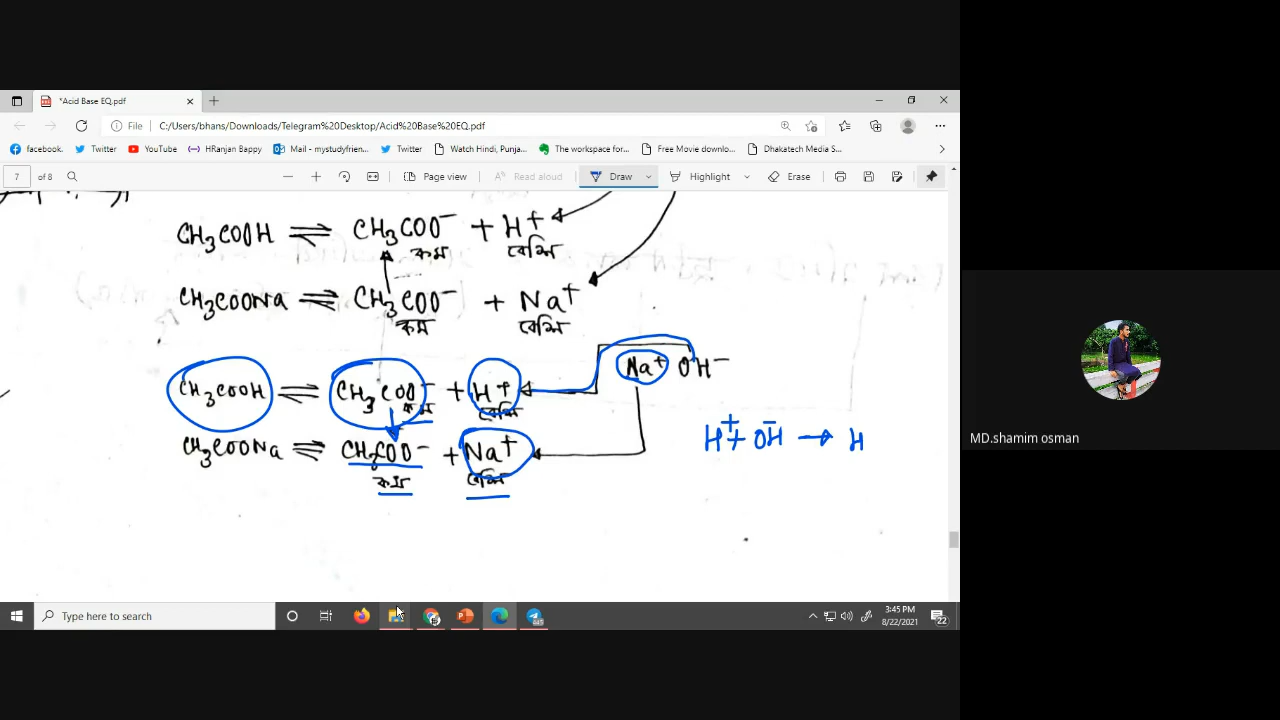 *Acid Base EQ.pdf
File C:/Users/bhans/Downloads/Telegram%20Desktop/Acid%20Base%20EQ.pdf
facebook. Twitter YouTube HRanjan Bappy Mail - mystudyfrien... Twitter Watch Hindi, Punja... The workspace for... Free Movie downlo... Dhakatech Media S...
7 of 8 Page view Read aloud Draw Highlight Erase
CH₃COOH ⇌ CH₃COO⁻ + H+
কম বেশি
CH₃COONa ⇌ CH₃COO⁻ + Na+
কম বেশি
Na+ OH⁻
CH₃COOH ⇌ CH₃COO⁻ + H+
কম বেশি
H+ + OH⁻ → H
CH₃COONa ⇌ CH₃COO⁻ + Na+
কম বেশি
MD.shamim osman
Type here to search
3:45 PM
8/22/2021
22